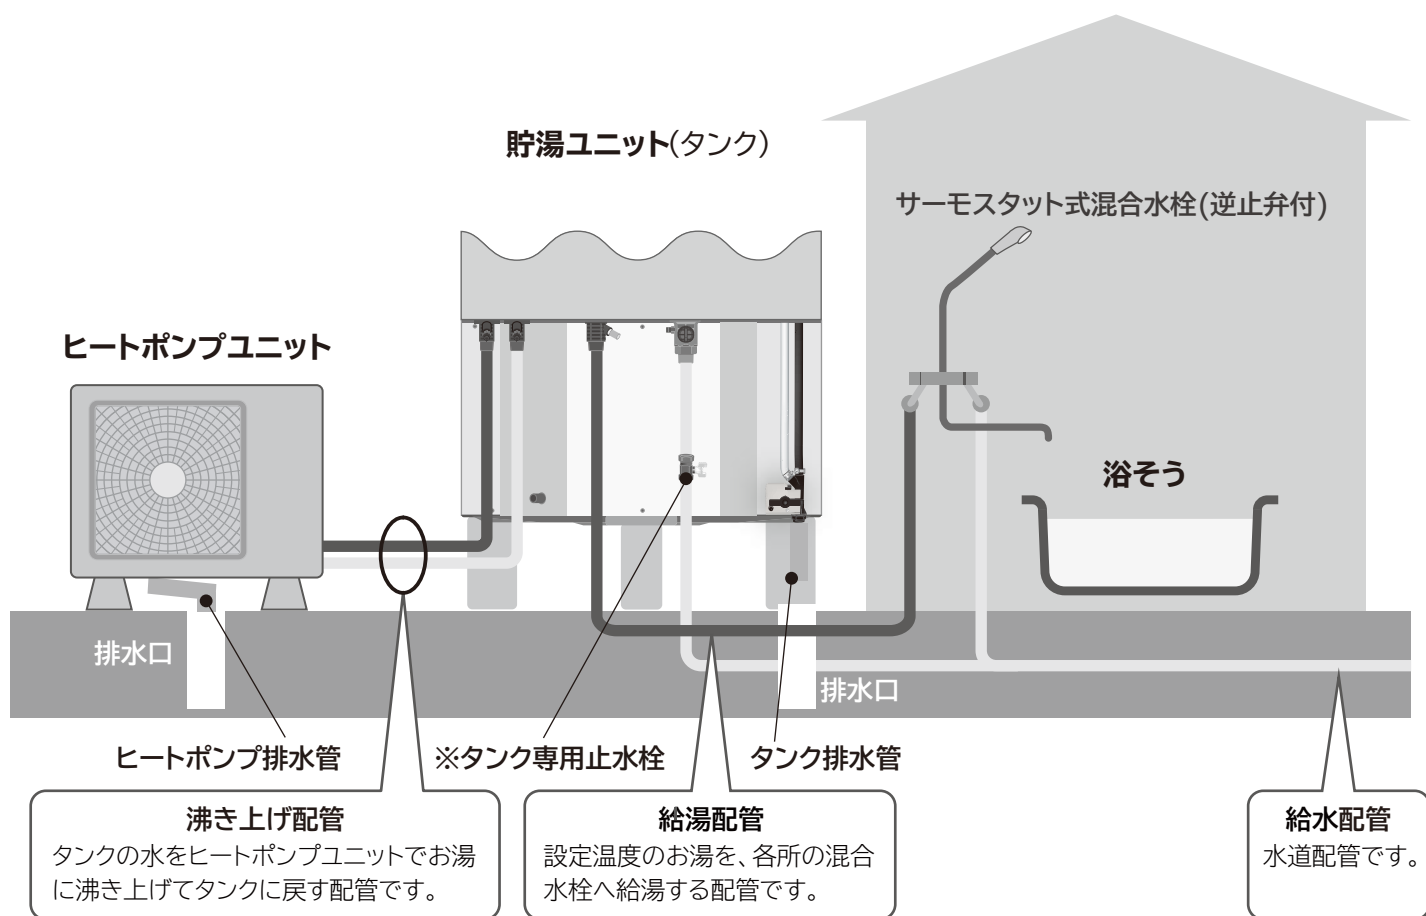 貯湯ユニット(タンク)
サーモスタット式混合水栓(逆止弁付)
ヒートポンプユニット
浴そう
排水口
排水口
ヒートポンプ排水管
※タンク専用止水栓
タンク排水管
沸き上げ配管
タンクの水をヒートポンプユニットでお湯
に沸き上げてタンクに戻す配管です。
給湯配管
設定温度のお湯を、各所の混合
水栓へ給湯する配管です。
給水配管
水道配管です。